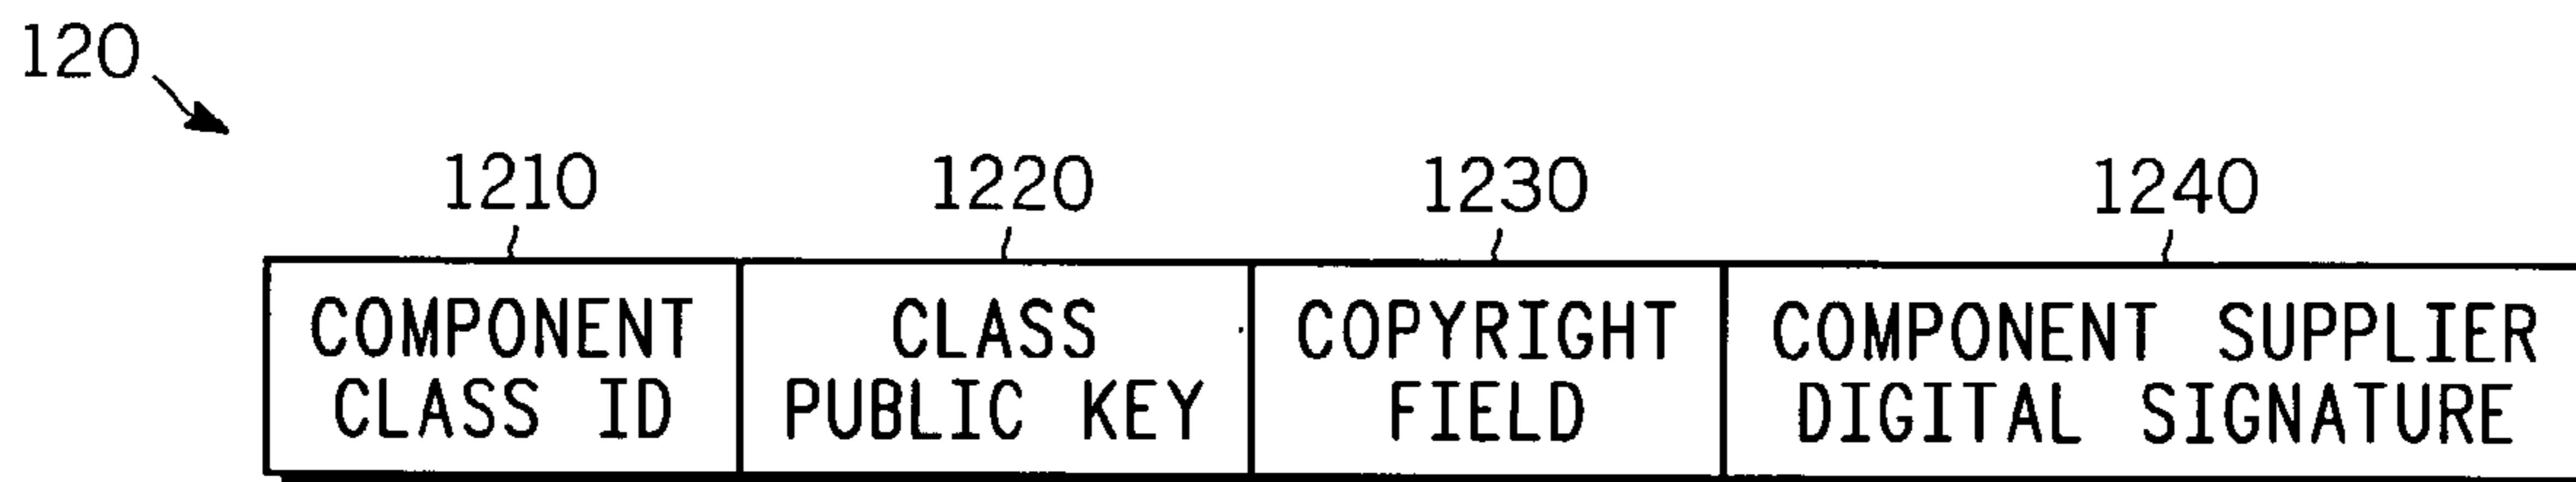 120
1210 1220 1230 1240
COMPONENT CLASS COPYRIGHT COMPONENT SUPPLIER
CLASS ID PUBLIC KEY FIELD DIGITAL SIGNATURE